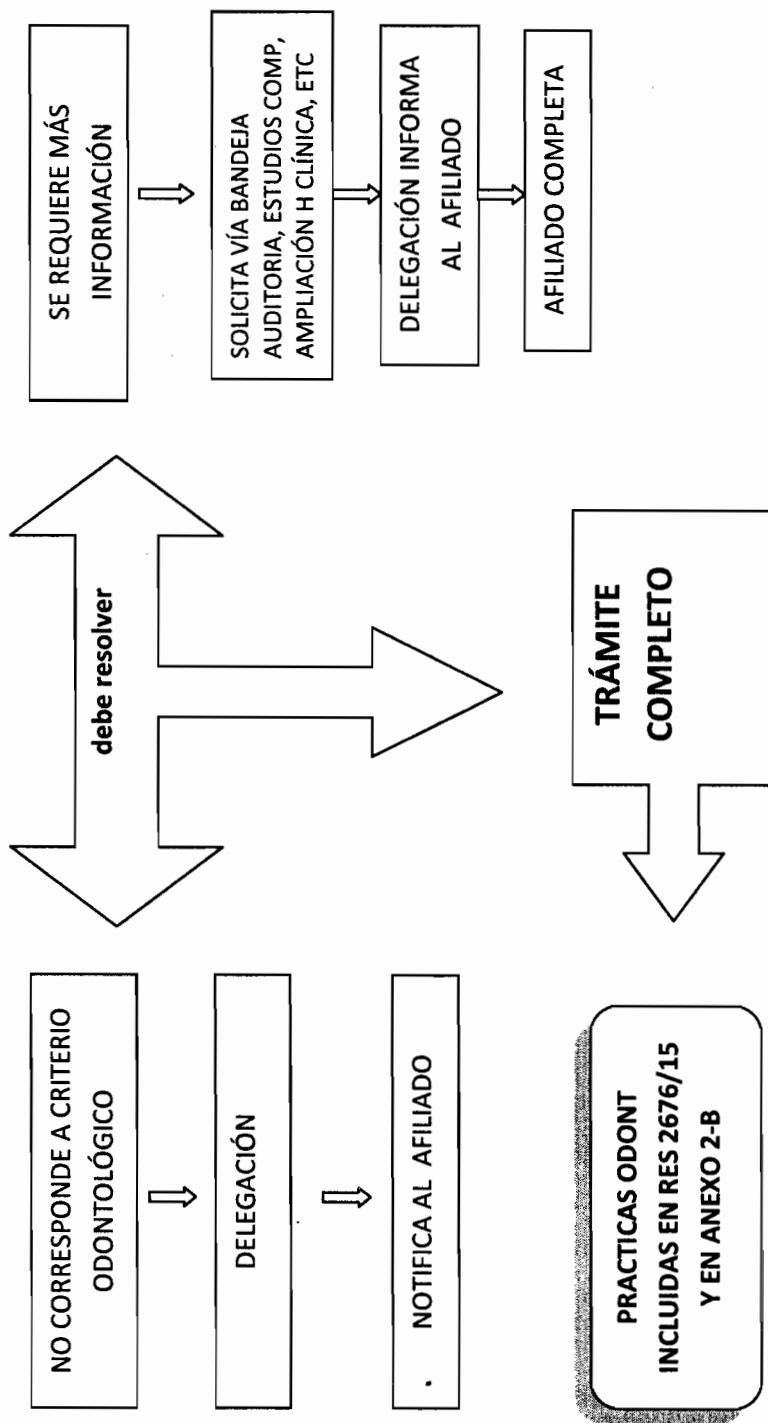 NO CORRESPONDE A CRITERIO
ODONTOLÓGICO
DELEGACIÓN
. NOTIFICA AL AFILIADO
debe resolver
SE REQUIERE MÁS
INFORMACIÓN
SOLICITA VÍA BANDEJA
AUDITORIA, ESTUDIOS COMP,
AMPLIACIÓN H CLÍNICA, ETC
DELEGACIÓN INFORMA
AL AFILIADO
AFILIADO COMPLETA
TRÁMITE
COMPLETO
PRACTICAS ODONT
INCLUIDAS EN RES 2676/15
Y EN ANEXO 2-B